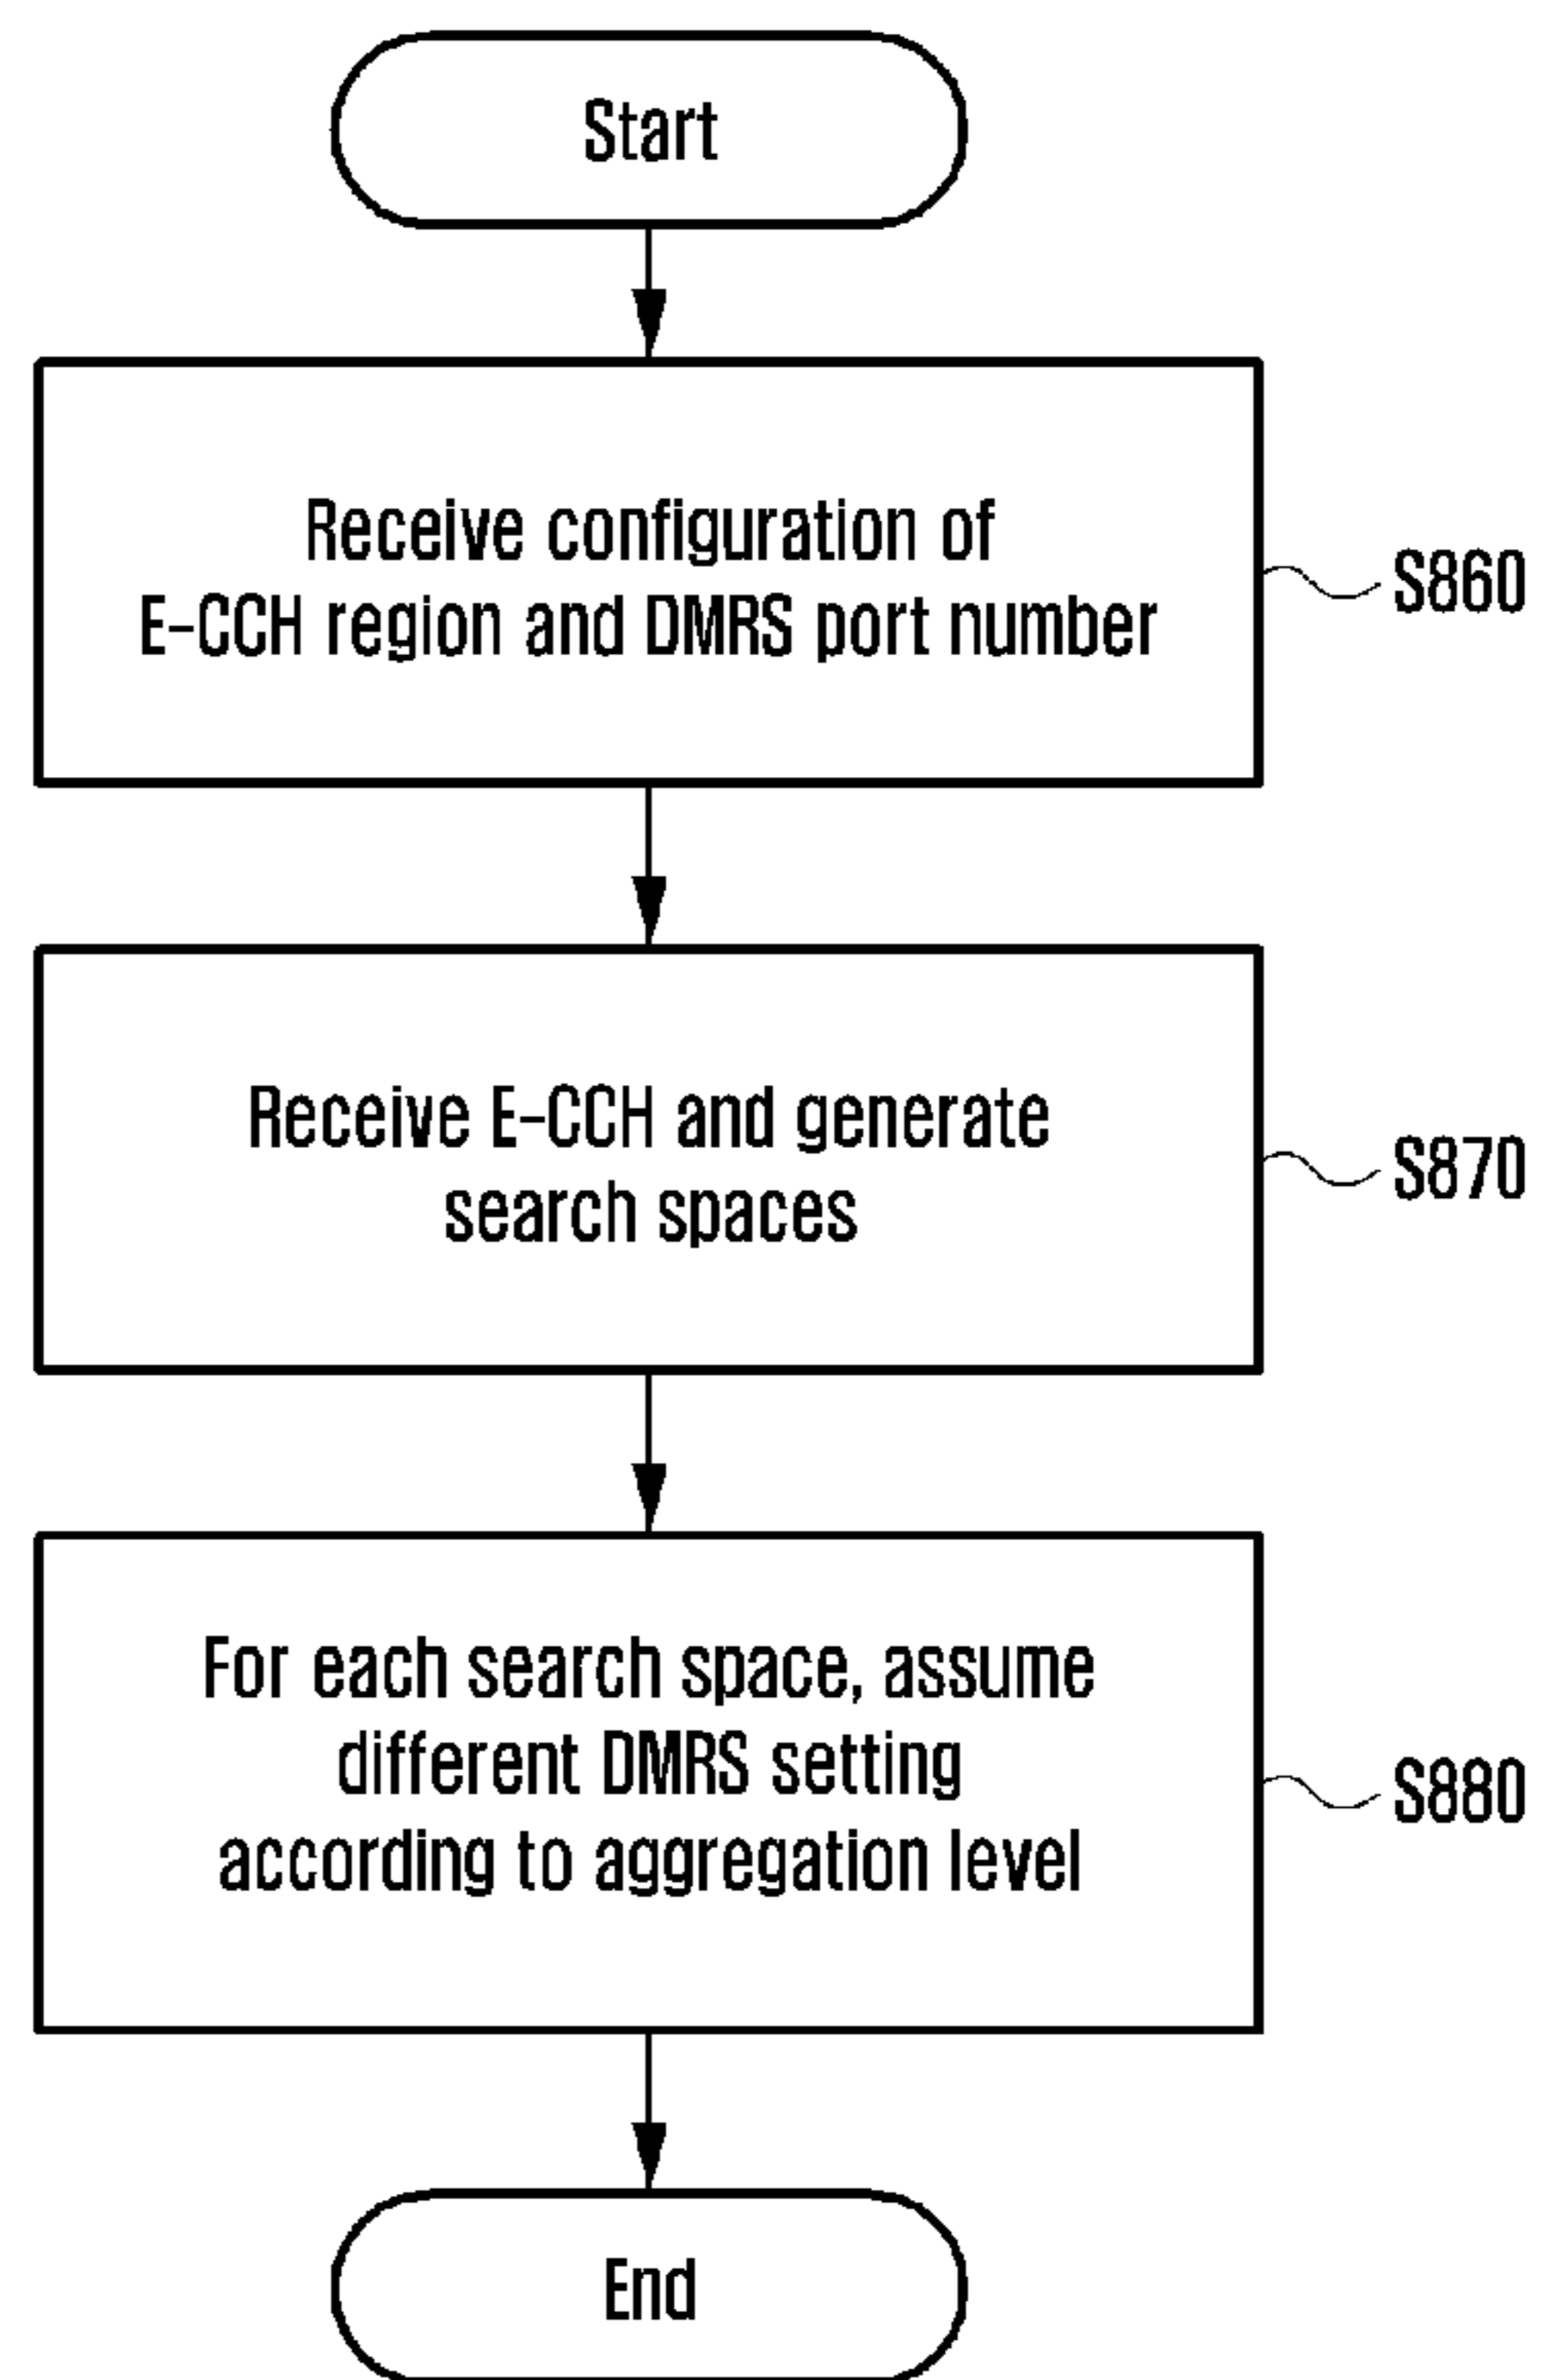 Start
Receive configuration of
E-CCH region and DMRS port number
S860
Receive E-CCH and generate
search spaces
S870
For each search space, assume
different DMRS setting
according to aggregation level
S880
End